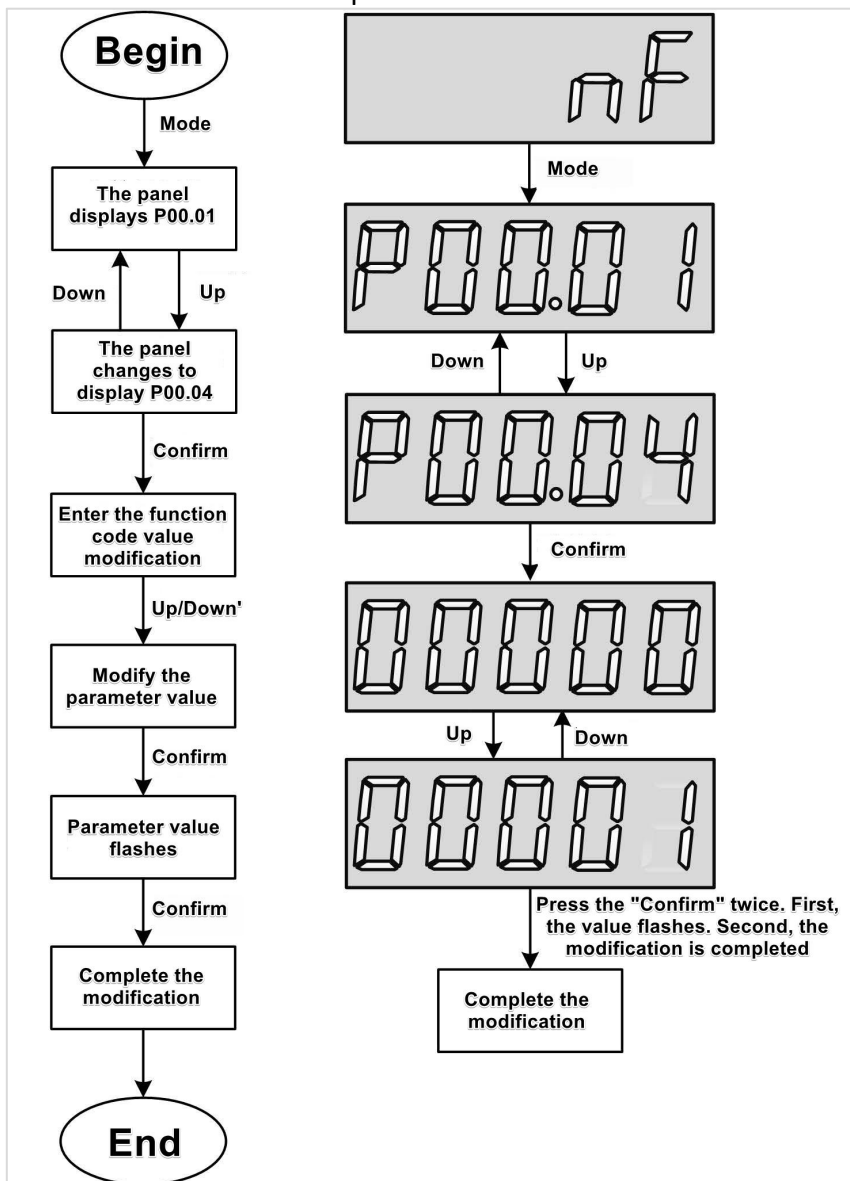 Begin
Mode
The panel
displays P00.01
Down
Up
The panel
changes to
display P00.04
Confirm
Enter the function
code value
modification
Up/Down'
Modify the
parameter value
Confirm
Parameter value
flashes
Confirm
Complete the
modification
End
nF
Mode
P00.01
Down
Up
P00.04
Confirm
00000
Up
Down
00001
Press the "Confirm" twice. First,
the value flashes. Second, the
modification is completed
Complete the
modification